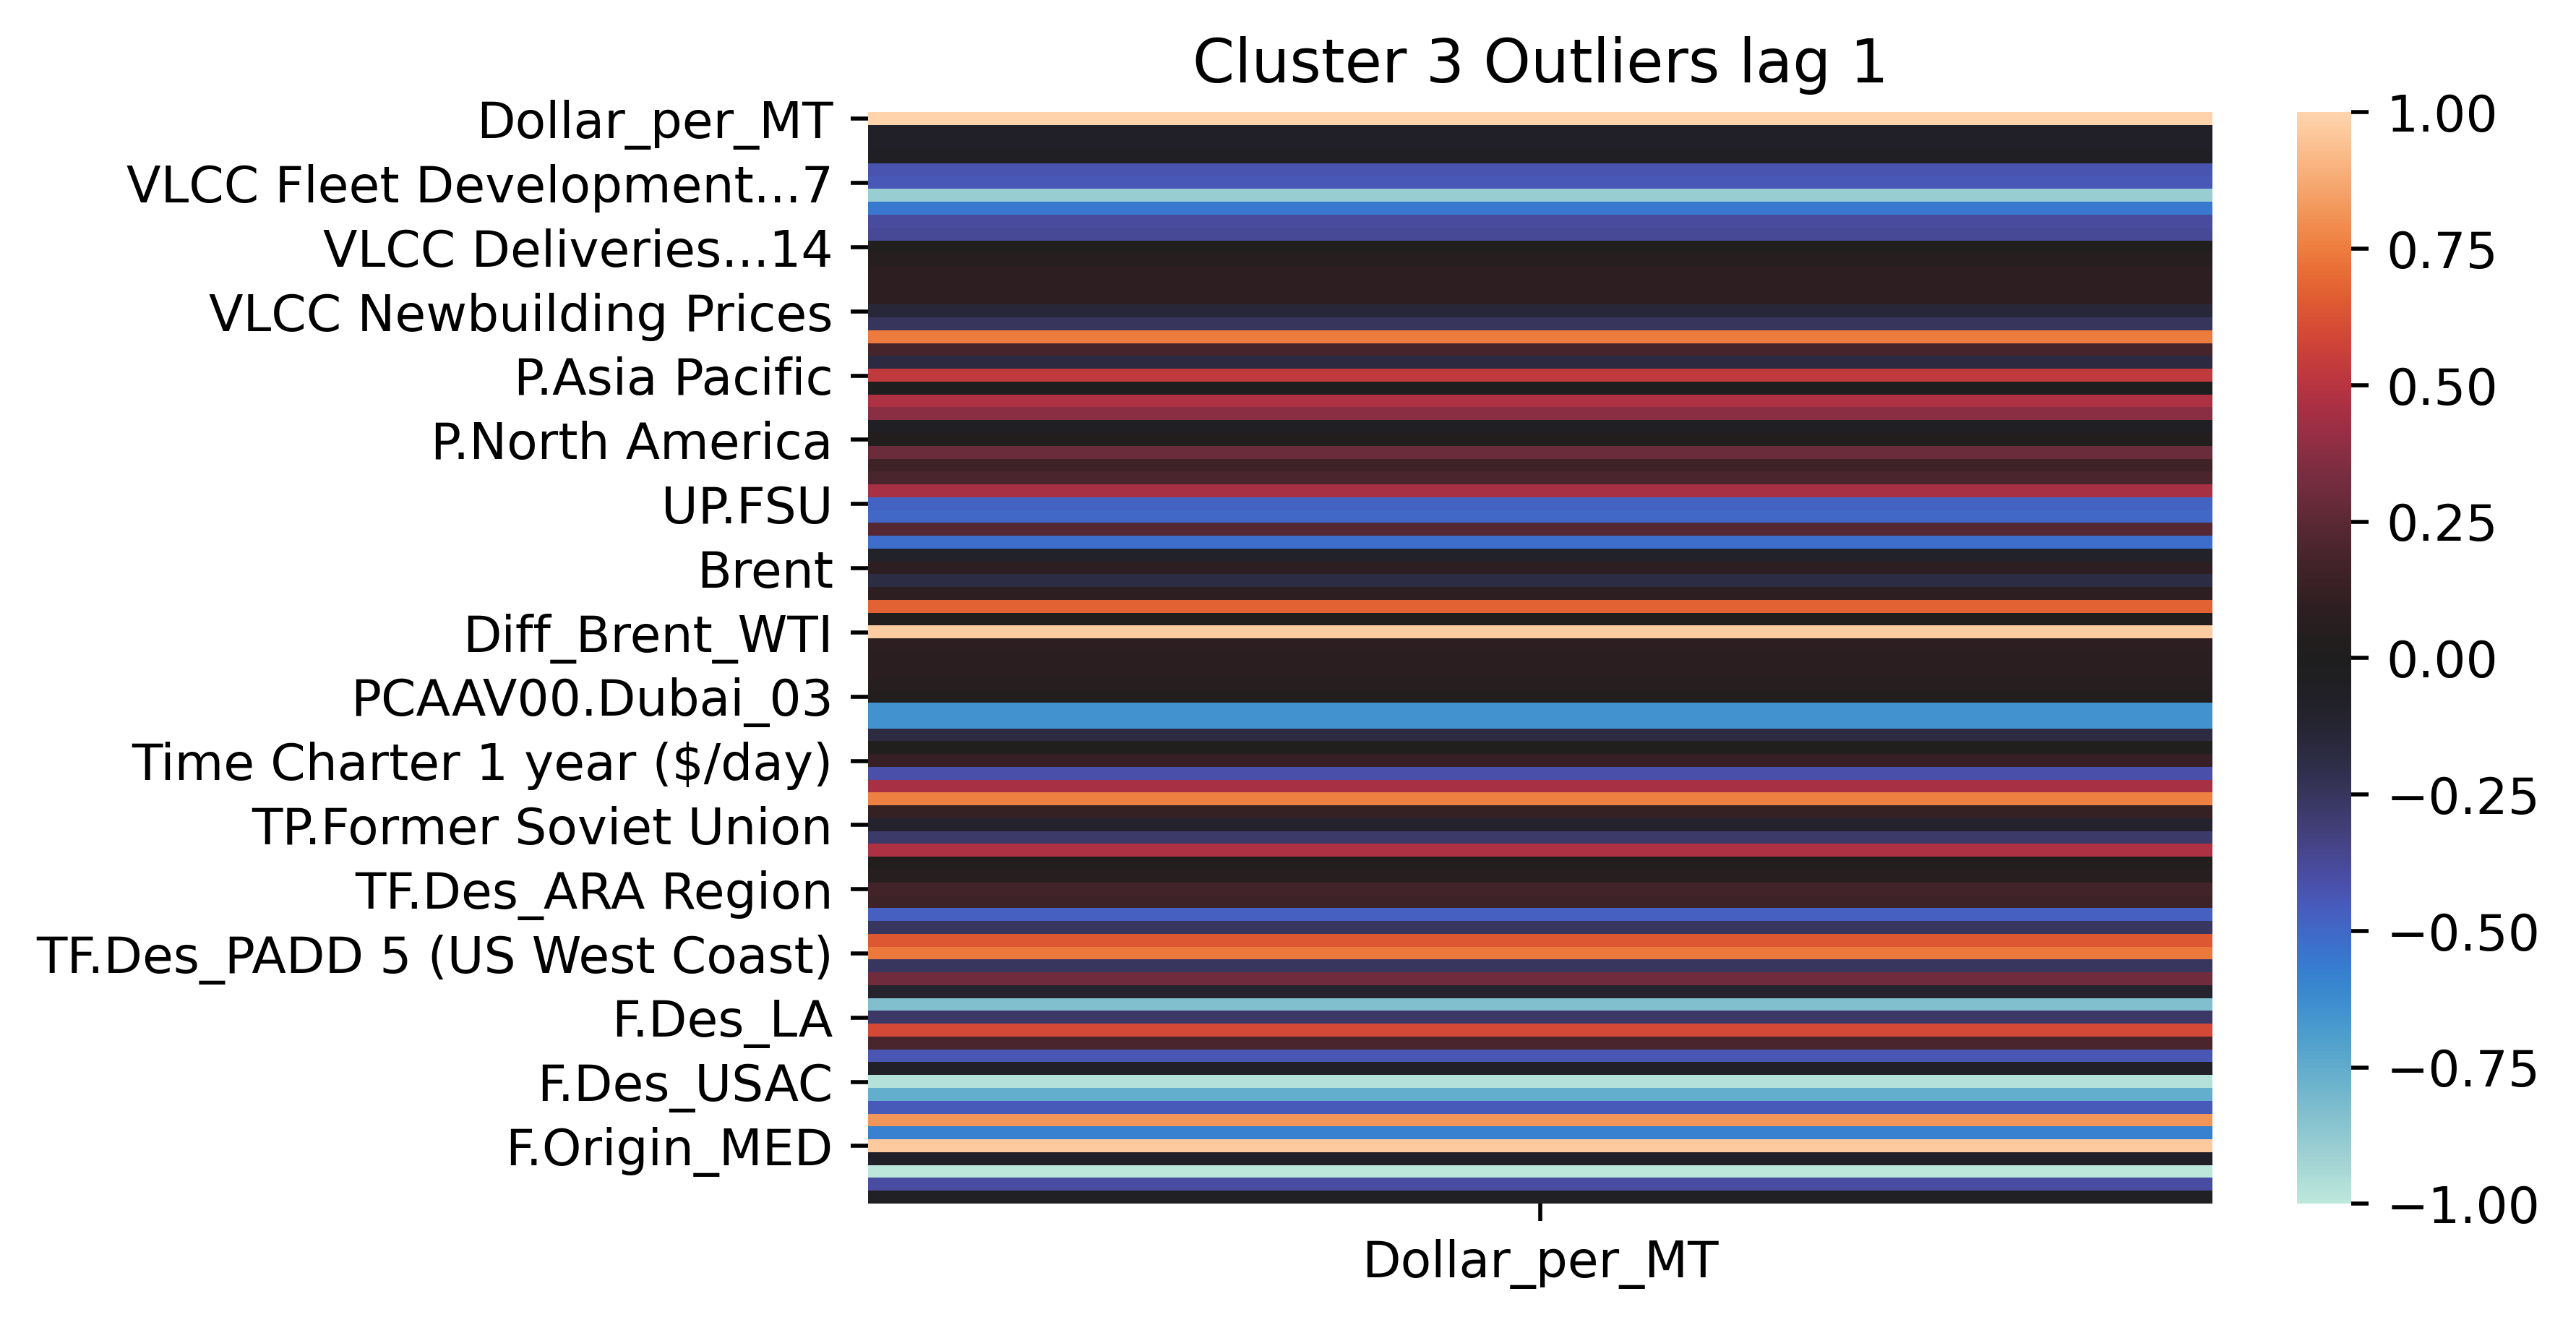 Cluster 3 Outliers lag 1
Dollar_per_MT
VLCC Fleet Development...7
VLCC Deliveries...14
VLCC Newbuilding Prices
P.Asia Pacific
P.North America
UP.FSU
Brent
Diff_Brent_WTI
PCAAV00.Dubai_03
Time Charter 1 year ($/day)
TP.Former Soviet Union
TF.Des_ARA Region
TF.Des_PADD 5 (US West Coast)
F.Des_LA
F.Des_USAC
F.Origin_MED
Dollar_per_MT
1.00
0.75
0.50
0.25
0.00
−0.25
−0.50
−0.75
−1.00